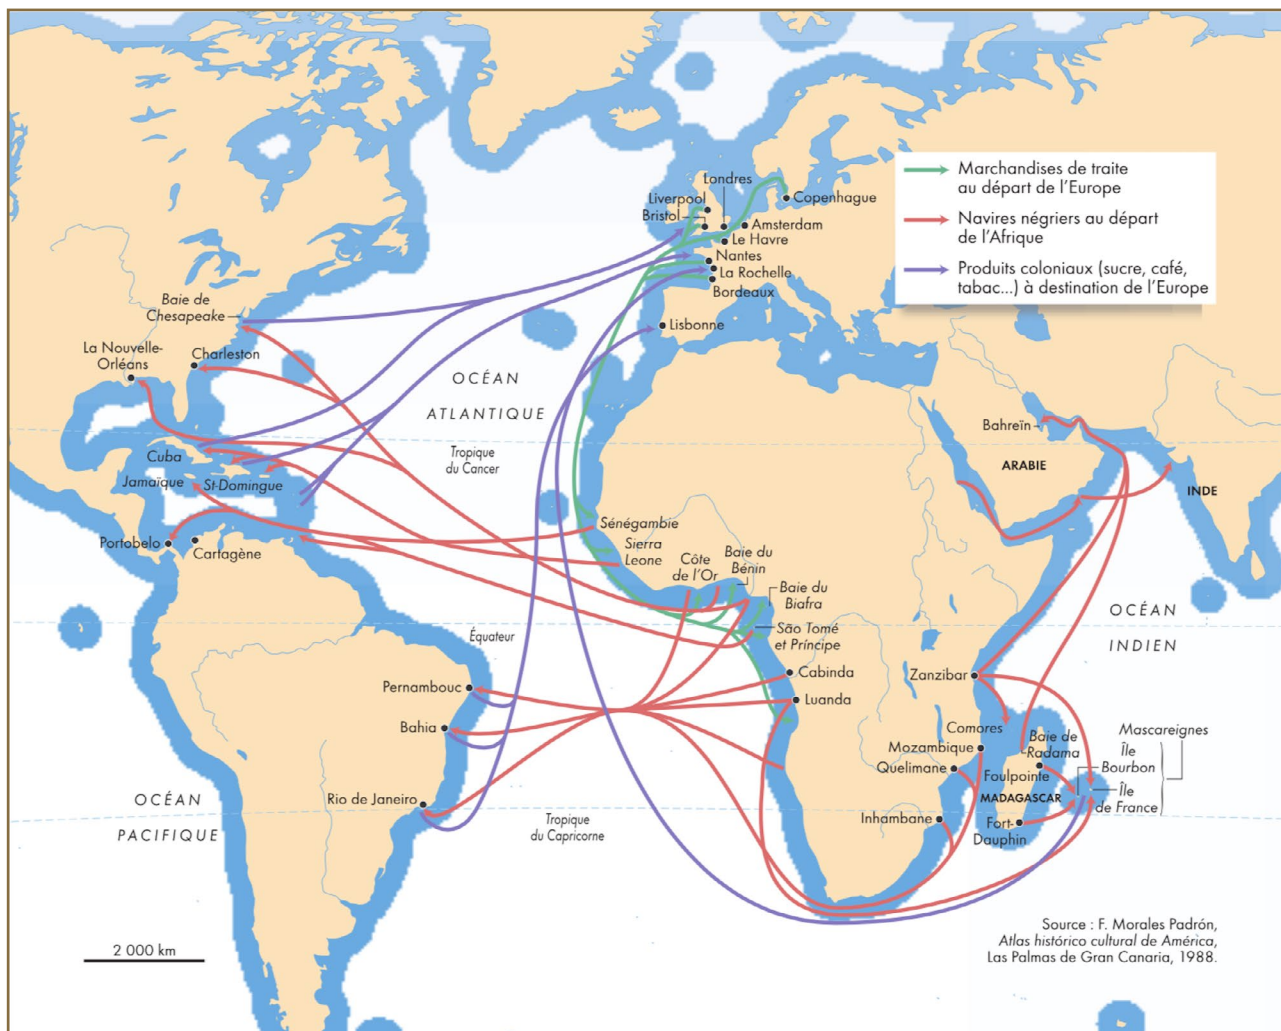 Marchandises de traite
au départ de l'Europe
Navires négriers au départ
de l'Afrique
Produits coloniaux (sucre, café,
tabac...) à destination de l'Europe
Londres
Liverpool
Bristol
Copenhague
Amsterdam
Le Havre
Nantes
La Rochelle
Bordeaux
Lisbonne
Baie de
Chesapeake
La Nouvelle-
Orléans
Charleston
OCÉAN
ATLANTIQUE
Tropique
du Cancer
Cuba
Jamaïque
St-Domingue
Portobelo
Cartagène
Bahreïn
ARABIE
INDE
Sénégambie
Sierra
Leone
Côte
de l'Or
Baie du
Bénin
Baie du
Biafra
São Tomé
et Príncipe
Équateur
OCÉAN
INDIEN
Pernambouc
Bahia
Rio de Janeiro
Cabinda
Luanda
Zanzibar
Comores
Mozambique
Quelimane
Inhambane
Baie de
Radama
Foulpointe
MADAGASCAR
Fort-
Dauphin
Mascareignes
Île
Bourbon
Île
de France
OCÉAN
PACIFIQUE
Tropique
du Capricorne
2 000 km
Source : F. Morales Padrón,
Atlas histórico cultural de América,
Las Palmas de Gran Canaria, 1988.